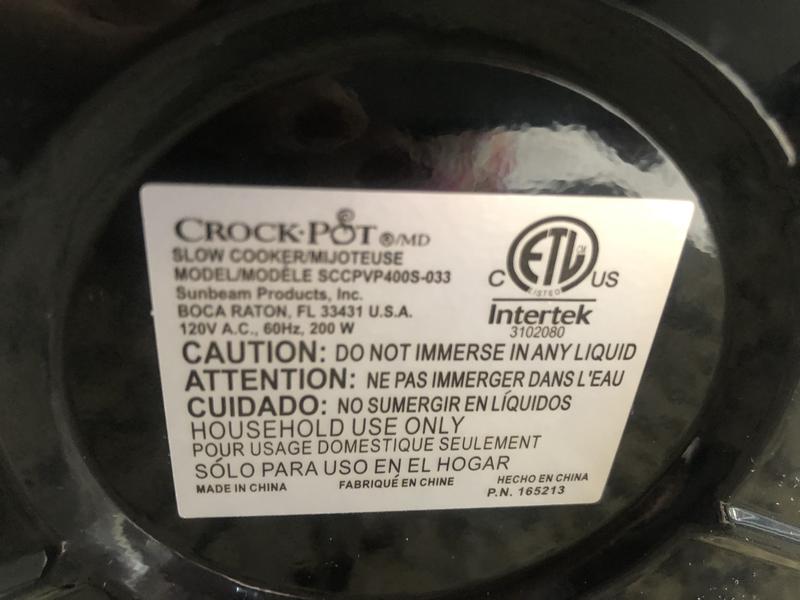 CROCK·POT®/MD
SLOW COOKER/MIJOTEUSE
MODEL/MODÈLE SCCPVP400S-033
Sunbeam Products, Inc.
BOCA RATON, FL 33431 U.S.A.
120V A.C., 60Hz, 200 W
C ETL CM US
LISTED
Intertek
3102080
CAUTION: DO NOT IMMERSE IN ANY LIQUID
ATTENTION: NE PAS IMMERGER DANS L'EAU
CUIDADO: NO SUMERGIR EN LÍQUIDOS
HOUSEHOLD USE ONLY
POUR USAGE DOMESTIQUE SEULEMENT
SÓLO PARA USO EN EL HOGAR
MADE IN CHINA FABRIQUÉ EN CHINE HECHO EN CHINA
P.N. 165213